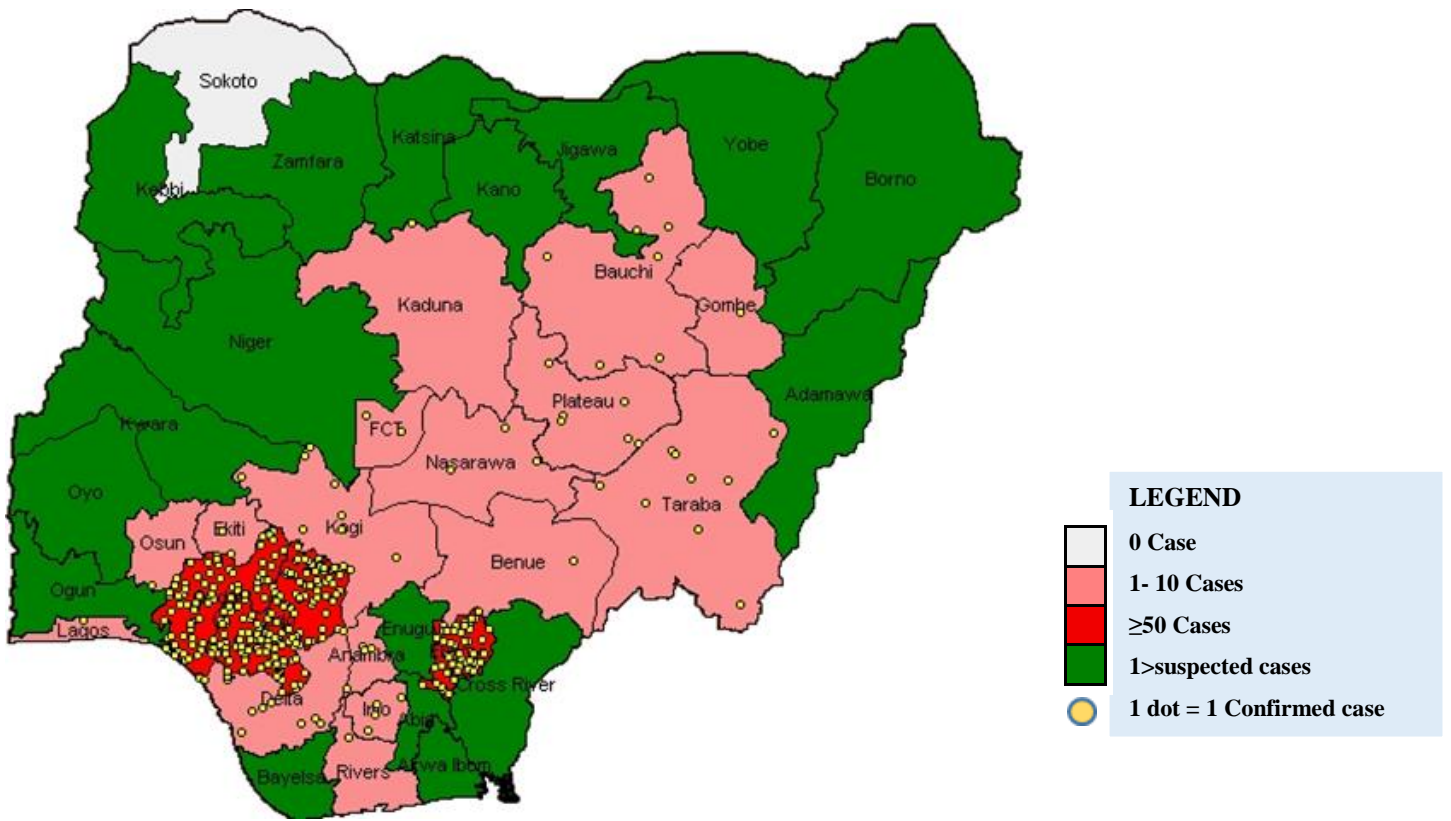 Sokoto
Katsina
Zamfara
Jigawa
Yobe
Kano
Borno
Kebbi
Bauchi
Kaduna
Gombe
Niger
Adamawa
Plateau
Kwara
FCT
Nasarawa
Oyo
Taraba
Kogi
Ekiti
Osun
Benue
Ogun
Lagos
Enugu
Anambra
Cross River
Delta
Imo
Abia
Akwa Ibom
Rivers
Bayelsa
LEGEND
0 Case
1- 10 Cases
≥50 Cases
1>suspected cases
1 dot = 1 Confirmed case